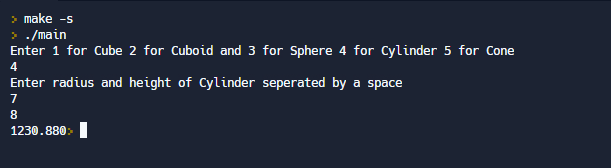 > make -s
> ./main
Enter 1 for Cube 2 for Cuboid and 3 for Sphere 4 for Cylinder 5 for Cone
4
Enter radius and height of Cylinder seperated by a space
7
8
1230.880>